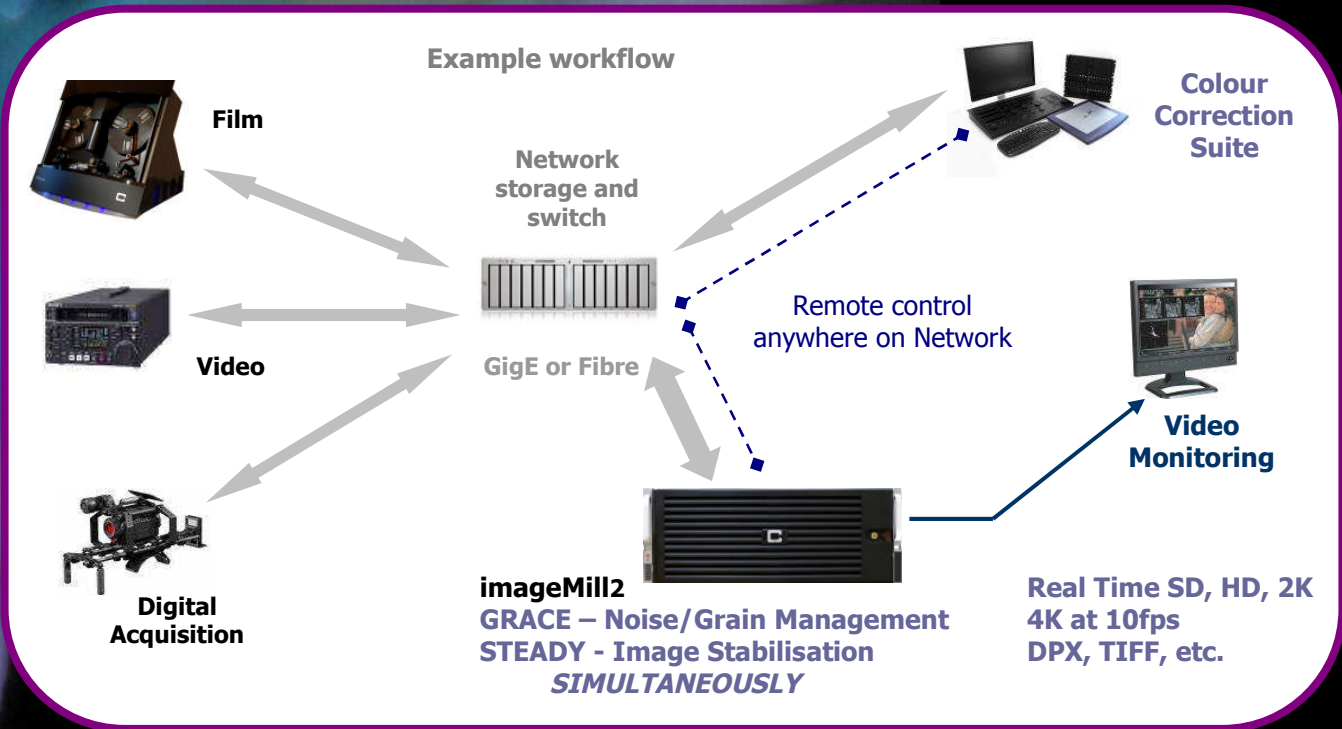 Example workflow
Film
Network
storage and
switch
Colour
Correction
Suite
Video
GigE or Fibre
Remote control
anywhere on Network
Video
Monitoring
Digital
Acquisition
imageMill2
GRACE – Noise/Grain Management
STEADY - Image Stabilisation
SIMULTANEOUSLY
Real Time SD, HD, 2K
4K at 10fps
DPX, TIFF, etc.